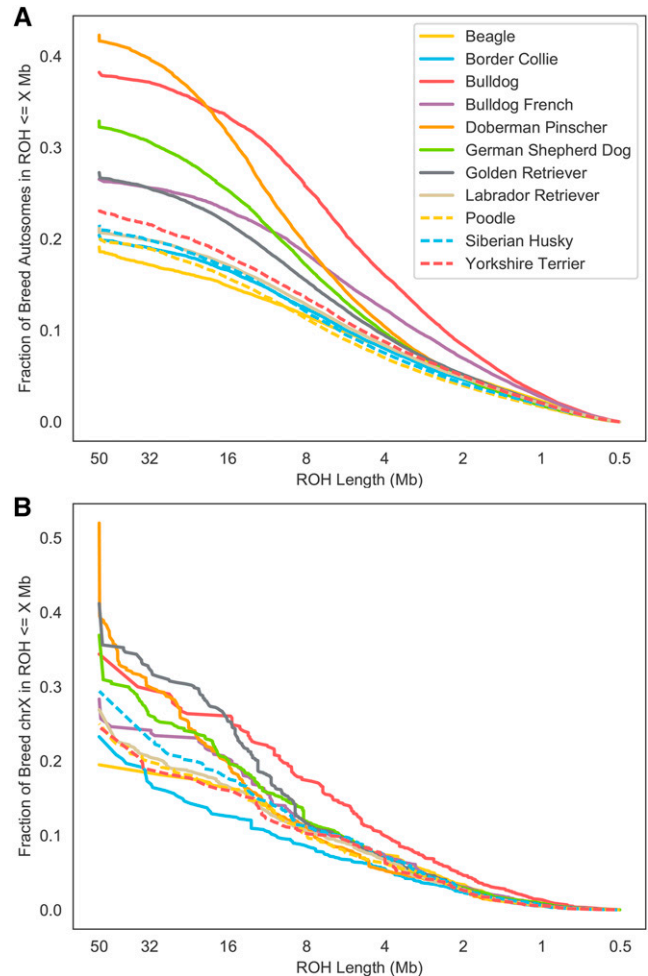 A
Fraction of Breed Autosomes in ROH <= X Mb
0.4
0.3
0.2
0.1
0.0
Beagle
Border Collie
Bulldog
Bulldog French
Doberman Pinscher
German Shepherd Dog
Golden Retriever
Labrador Retriever
Poodle
Siberian Husky
Yorkshire Terrier
50 32 16 8 4 2 1 0.5
ROH Length (Mb)
B
Fraction of Breed chrX in ROH <= X Mb
0.5
0.4
0.3
0.2
0.1
0.0
50 32 16 8 4 2 1 0.5
ROH Length (Mb)